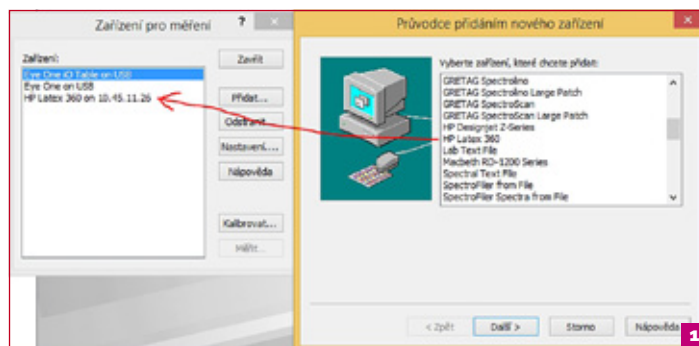 Zařízení pro měření
?
Zařízení:
Eye One iO Table on USB
Eye One on USB
HP Latex 360 on 10.45.11.26
Zavřít
Přidat...
Odstranit...
Nastavení...
Nápověda
Kalibrovat...
Měřit...
Průvodce přidáním nového zařízení
Vyberte zařízení, které chcete přidat:
GRETAG Spectrolino
GRETAG Spectrolino Large Patch
GRETAG SpectroScan
GRETAG SpectroScan Large Patch
HP Designjet Z-Series
HP Latex 360
Lab Text File
Macbeth RD-1200 Series
Spectral Text File
SpectroFiler from File
SpectroFiler Spectra from File
< Zpět
Další >
Storno
Nápověda
1